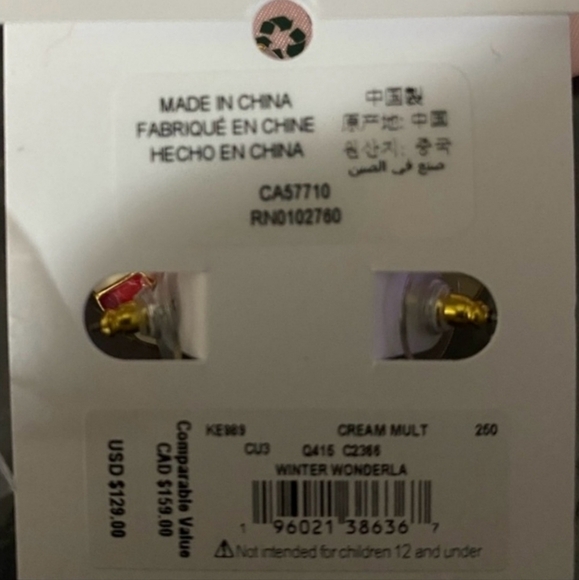 MADE IN CHINA
FABRIQUÉ EN CHINE
HECHO EN CHINA
中国製
原产地: 中国
원산지: 중국
صنع في الصين
CA57710
RN0102760
KE989 CREAM MULT 250
CU3 Q415 C2366
WINTER WONDERLA
1 96021 38636 7
⚠Not intended for children 12 and under
Comparable Value
CAD $159.00
USD $129.00